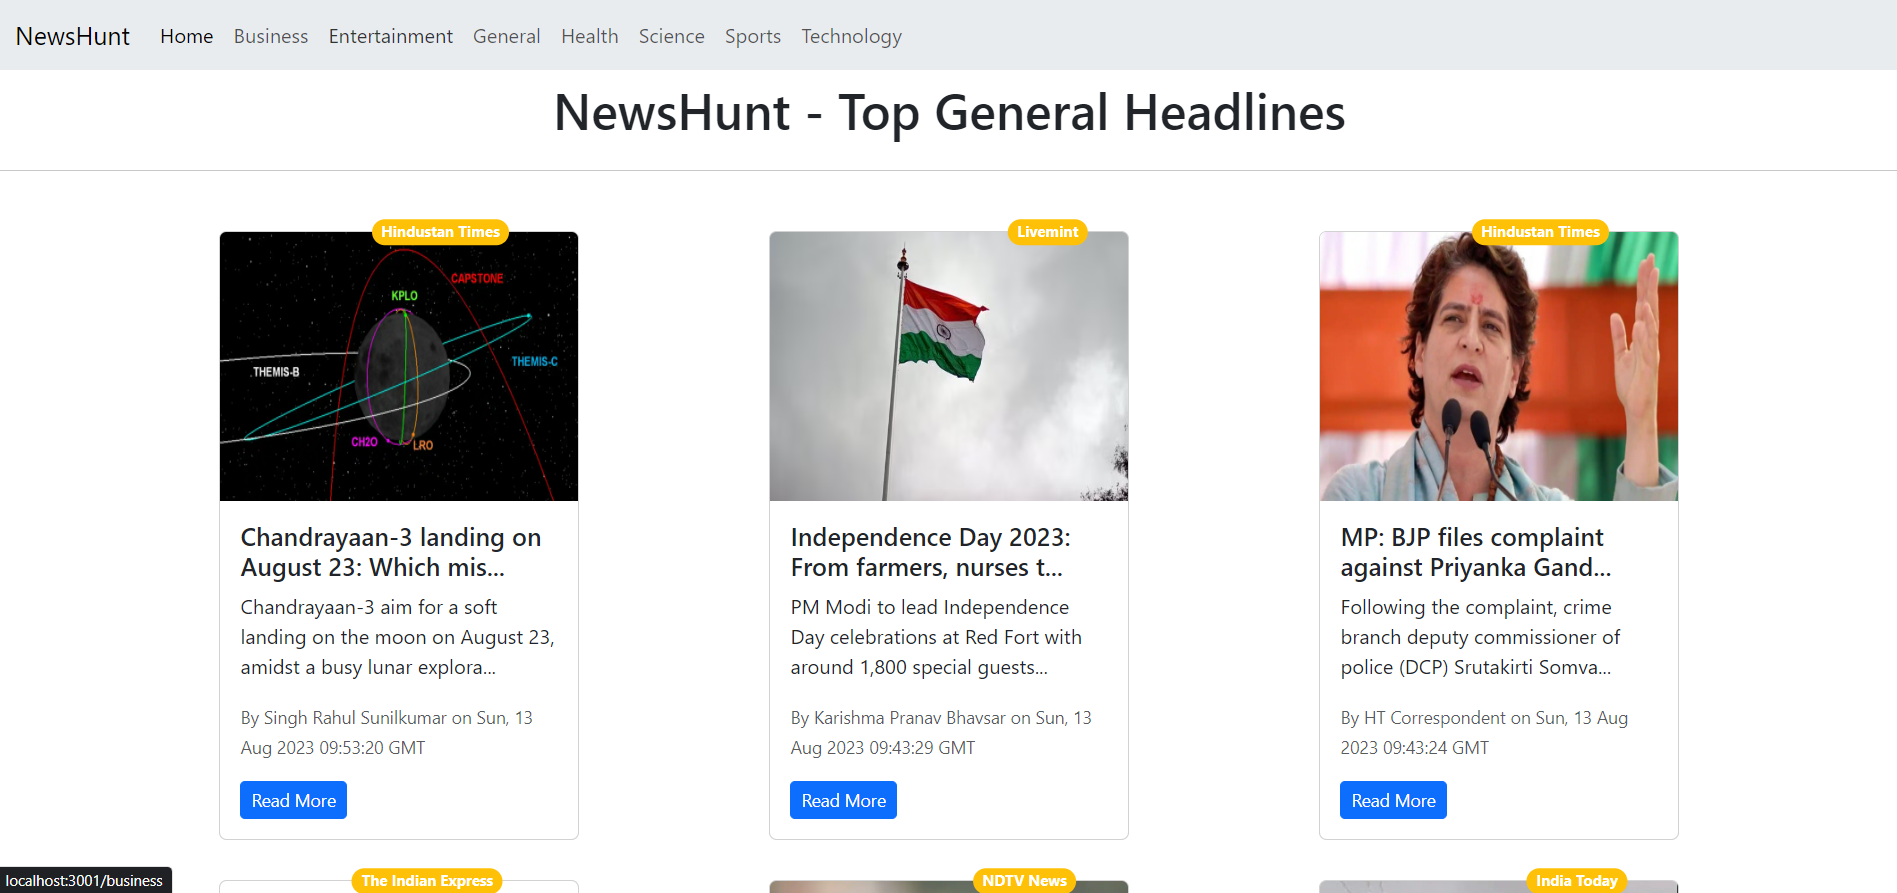 NewsHunt Home Business Entertainment General Health Science Sports Technology
NewsHunt - Top General Headlines
Hindustan Times
CAPSTONE
KPLO
THEMIS-C
THEMIS-B
CH2O
LRO
Chandrayaan-3 landing on
August 23: Which mis...
Chandrayaan-3 aim for a soft
landing on the moon on August 23,
amidst a busy lunar explora...
By Singh Rahul Sunilkumar on Sun, 13
Aug 2023 09:53:20 GMT
Read More
Livemint
Independence Day 2023:
From farmers, nurses t...
PM Modi to lead Independence
Day celebrations at Red Fort with
around 1,800 special guests...
By Karishma Pranav Bhavsar on Sun, 13
Aug 2023 09:43:29 GMT
Read More
Hindustan Times
MP: BJP files complaint
against Priyanka Gand...
Following the complaint, crime
branch deputy commissioner of
police (DCP) Srutakirti Somva...
By HT Correspondent on Sun, 13 Aug
2023 09:43:24 GMT
Read More
The Indian Express
NDTV News
India Today
localhost:3001/business